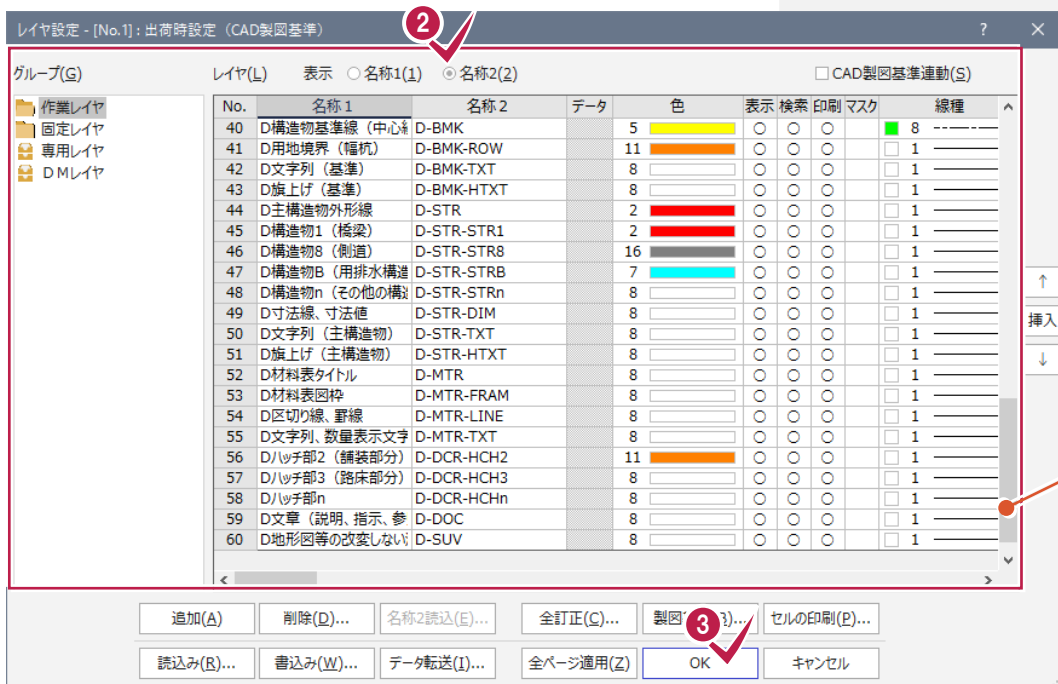 レイヤ設定 - [No.1] : 出荷時設定（CAD製図基準） ? ×
2
グループ(G) レイヤ(L) 表示 名称1(1) 名称2(2) CAD製図基準連動(S)
作業レイヤ
固定レイヤ
専用レイヤ
DMレイヤ
No. 名称1 名称2 データ 色 表示 検索 印刷 マスク 線種
40 D構造物基準線（中心 D-BMK 5 ○ ○ ○ 8
41 D用地境界（幅杭） D-BMK-ROW 11 ○ ○ ○ 1
42 D文字列（基準） D-BMK-TXT 8 ○ ○ ○ 1
43 D旗上げ（基準） D-BMK-HTXT 8 ○ ○ ○ 1
44 D主構造物外形線 D-STR 2 ○ ○ ○ 1
45 D構造物1（橋梁） D-STR-STR1 2 ○ ○ ○ 1
46 D構造物8（側道） D-STR-STR8 16 ○ ○ ○ 1
47 D構造物B（用排水構造 D-STR-STRB 7 ○ ○ ○ 1
48 D構造物n（その他の構 D-STR-STRn 8 ○ ○ ○ 1
49 D寸法線、寸法値 D-STR-DIM 8 ○ ○ ○ 1
50 D文字列（主構造物） D-STR-TXT 8 ○ ○ ○ 1
51 D旗上げ（主構造物） D-STR-HTXT 8 ○ ○ ○ 1
52 D材料表タイトル D-MTR 8 ○ ○ ○ 1
53 D材料表図枠 D-MTR-FRAM 8 ○ ○ ○ 1
54 D区切り線、罫線 D-MTR-LINE 8 ○ ○ ○ 1
55 D文字列、数量表示文字 D-MTR-TXT 8 ○ ○ ○ 1
56 Dハッチ部2（舗装部分） D-DCR-HCH2 11 ○ ○ ○ 1
57 Dハッチ部3（路床部分） D-DCR-HCH3 8 ○ ○ ○ 1
58 Dハッチ部n D-DCR-HCHn 8 ○ ○ ○ 1
59 D文章（説明、指示、参 D-DOC 8 ○ ○ ○ 1
60 D地形図等の改変しない D-SUV 8 ○ ○ ○ 1
↑
挿入
↓
追加(A) 削除(D)... 名称2読込(E)... 全訂正(C)... 製図 )... セルの印刷(P)...
3
読込み(R)... 書込み(W)... データ転送(I)... 全ページ適用(Z) OK キャンセル